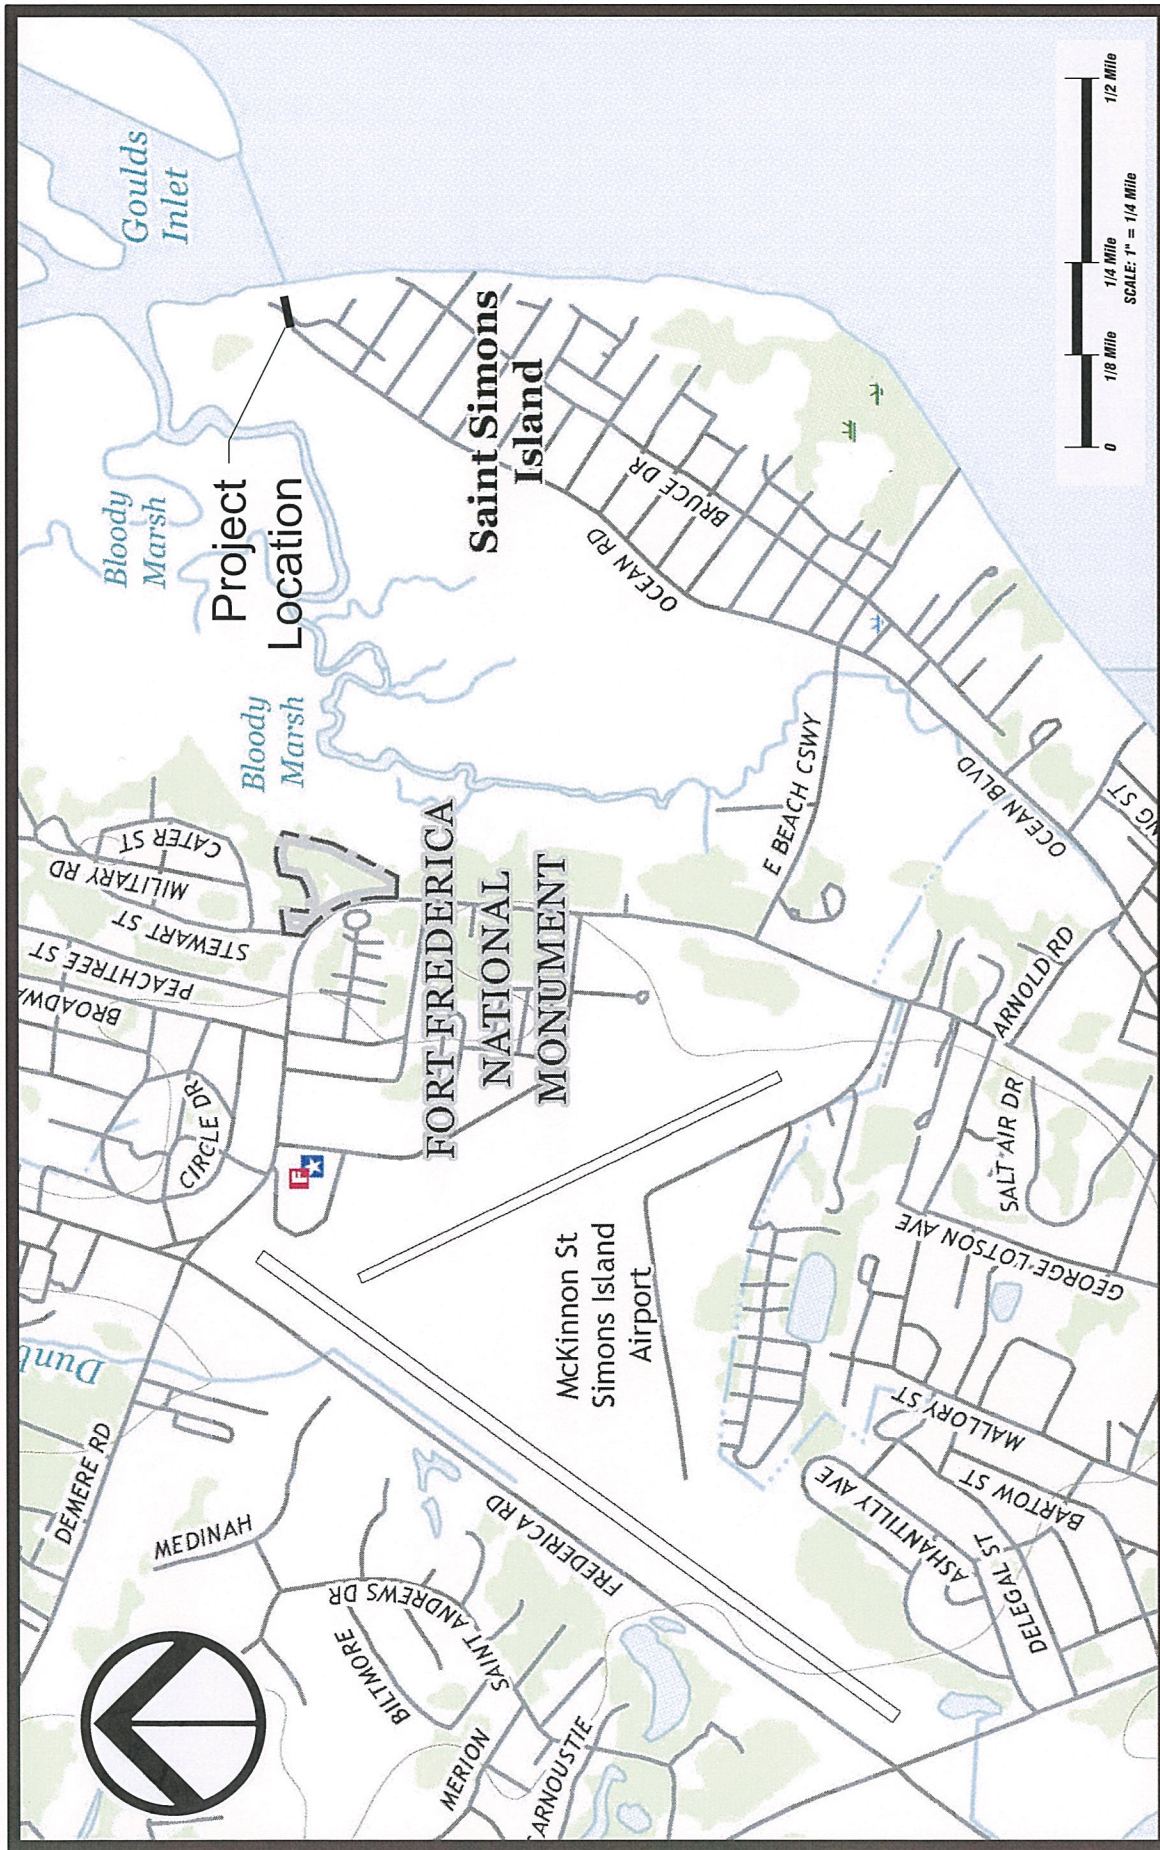 Goulds
Inlet
Bloody
Marsh
Project
Location
Bloody
Marsh
Saint Simons
Island
BRUCE DR
OCEAN RD
E BEACH CSWY
OCEAN BLVD
NG ST
CATER ST
MILITARY RD
STEWART ST
PEACHTREE ST
BROADWA
CIRCLE DR
FORT FREDERICA
NATIONAL
MONUMENT
F
ARNOLD RD
SALT AIR DR
GEORGE LOTSON AVE
McKinnon St
Simons Island
Airport
MALLORY ST
BARTOW ST
ASHANTILLY AVE
DELEGAL ST
FREDERICA RD
DEMERE RD
MEDINAH
SAINT ANDREWS DR
BILTMORE
MERION
CARNOUSTIE
0
1/8 Mile
1/4 Mile
1/2 Mile
SCALE: 1" = 1/4 Mile